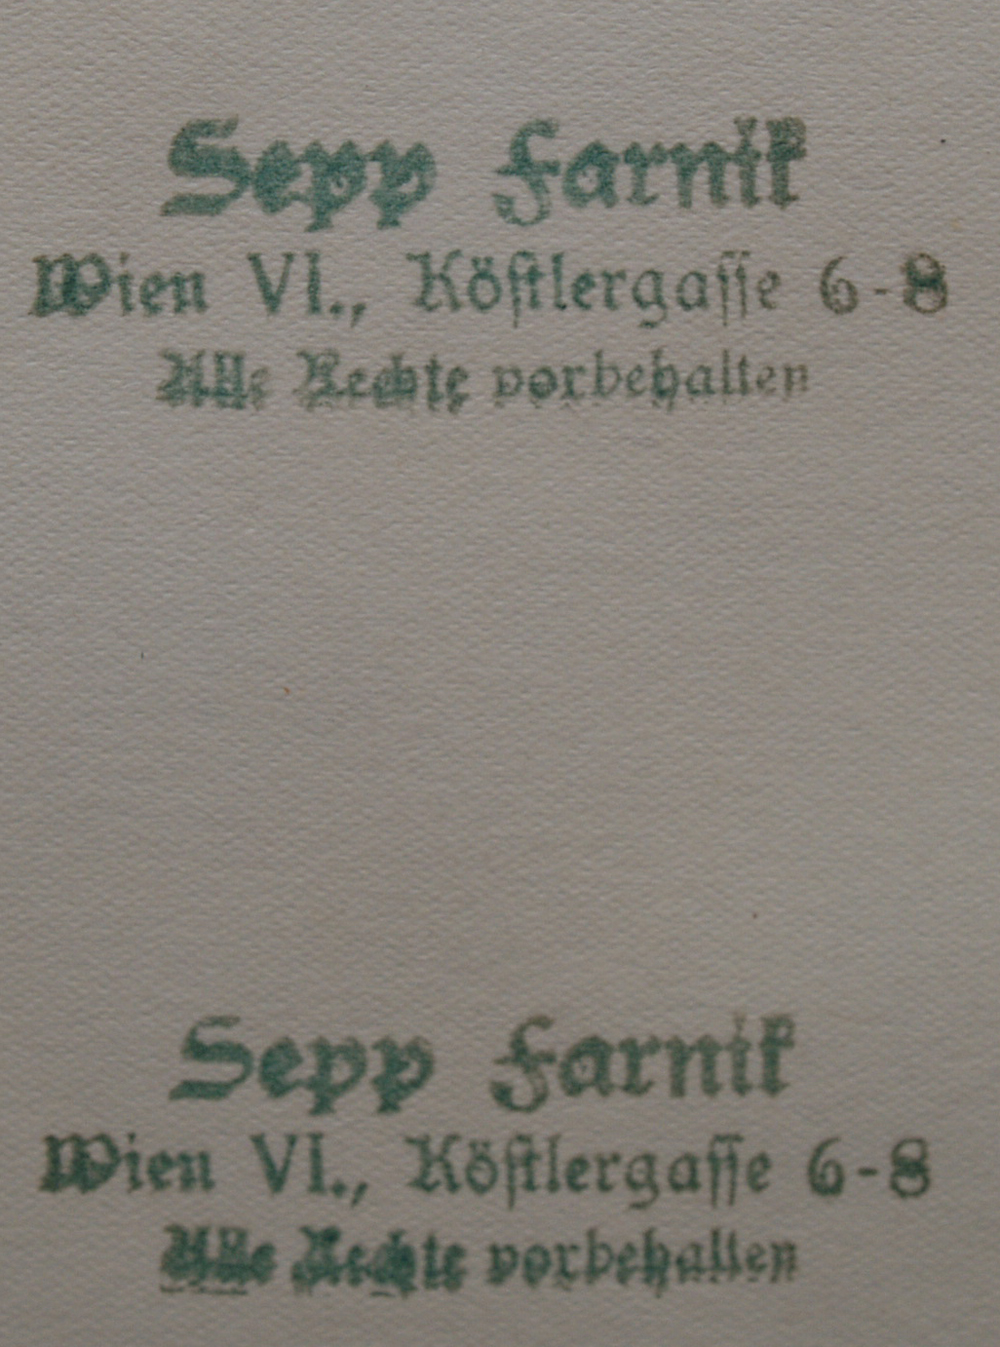 Sepp Farnik
Wien VI., Köſtlergaſſe 6-8
Alle Rechte vorbehalten
Sepp Farnik
Wien VI., Köſtlergaſſe 6-8
Alle Rechte vorbehalten